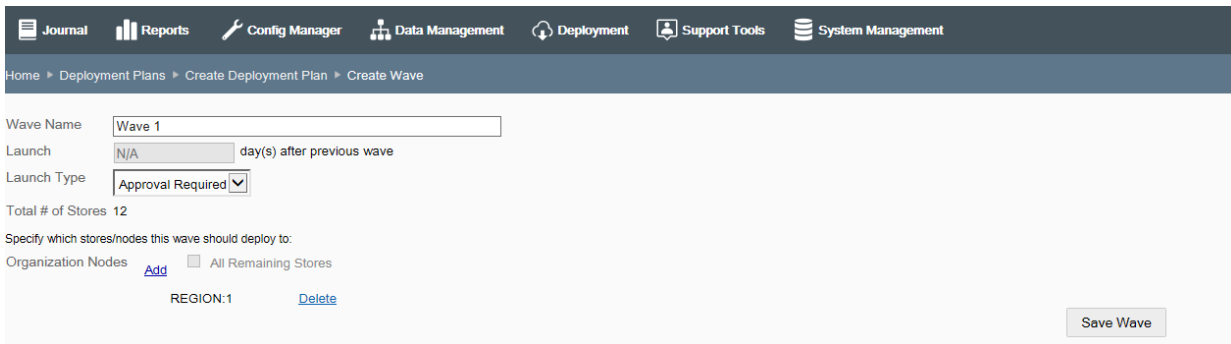 Journal Reports Config Manager Data Management Deployment Support Tools System Management
Home ▸ Deployment Plans ▸ Create Deployment Plan ▸ Create Wave
Wave Name Wave 1
Launch N/A day(s) after previous wave
Launch Type Approval Required
Total # of Stores 12
Specify which stores/nodes this wave should deploy to:
Organization Nodes Add All Remaining Stores
REGION:1 Delete
Save Wave